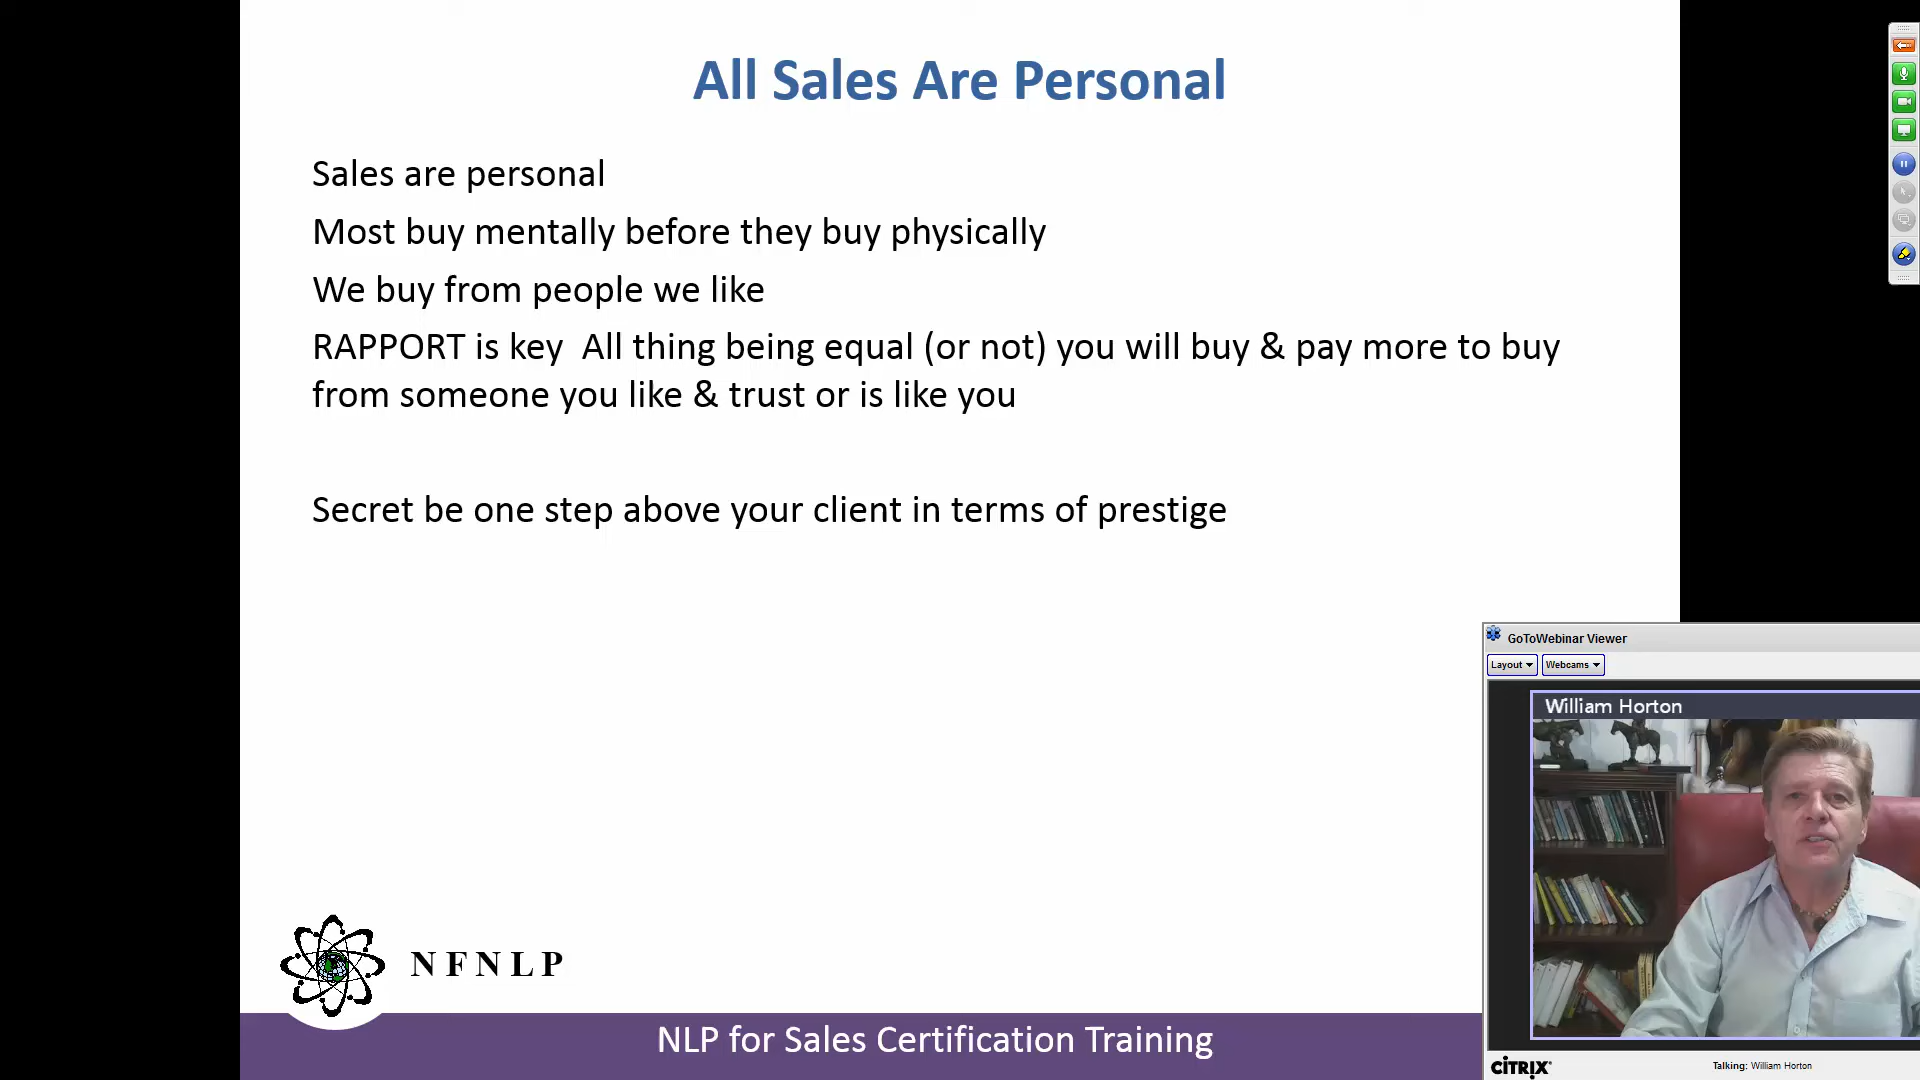 All Sales Are Personal
Sales are personal
Most buy mentally before they buy physically
We buy from people we like
RAPPORT is key  All thing being equal (or not) you will buy & pay more to buy
from someone you like & trust or is like you
Secret be one step above your client in terms of prestige
NFNLP
NLP for Sales Certification Training
GoToWebinar Viewer
Layout
Webcams
William Horton
CİTRIX
Talking: William Horton